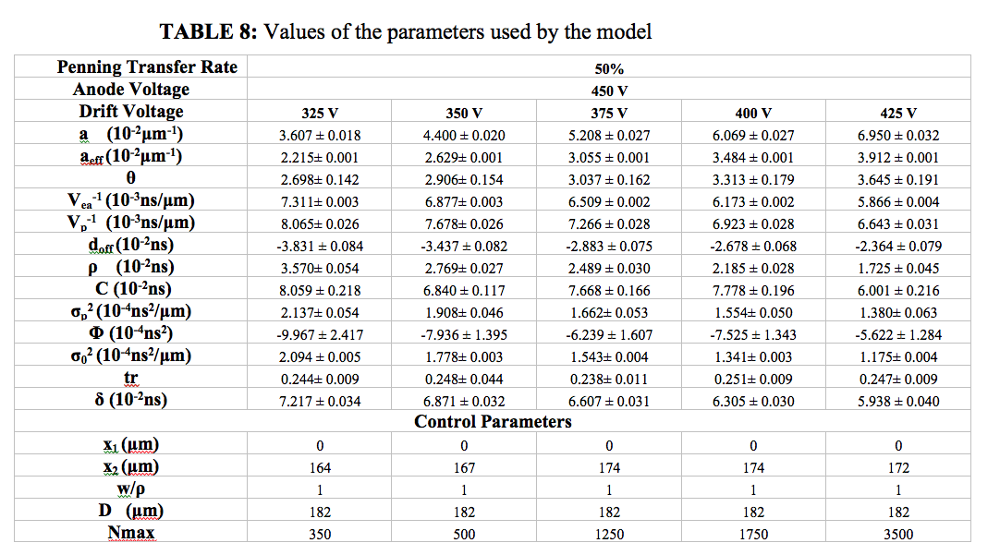 TABLE 8: Values of the parameters used by the model
Penning Transfer Rate 50%
Anode Voltage 450 V
Drift Voltage 325 V 350 V 375 V 400 V 425 V
a (10⁻²μm⁻¹) 3.607 ± 0.018 4.400 ± 0.020 5.208 ± 0.027 6.069 ± 0.027 6.950 ± 0.032
a_eff (10⁻²μm⁻¹) 2.215± 0.001 2.629± 0.001 3.055 ± 0.001 3.484 ± 0.001 3.912 ± 0.001
θ 2.698± 0.142 2.906± 0.154 3.037 ± 0.162 3.313 ± 0.179 3.645 ± 0.191
V_ea⁻¹ (10⁻³ns/μm) 7.311± 0.003 6.877± 0.003 6.509 ± 0.002 6.173 ± 0.002 5.866 ± 0.004
V_p⁻¹ (10⁻³ns/μm) 8.065± 0.026 7.678± 0.026 7.266 ± 0.028 6.923 ± 0.028 6.643 ± 0.031
d_off (10⁻²ns) -3.831 ± 0.084 -3.437 ± 0.082 -2.883 ± 0.075 -2.678 ± 0.068 -2.364 ± 0.079
ρ (10⁻²ns) 3.570± 0.054 2.769± 0.027 2.489 ± 0.030 2.185 ± 0.028 1.725 ± 0.045
C (10⁻²ns) 8.059 ± 0.218 6.840 ± 0.117 7.668 ± 0.166 7.778 ± 0.196 6.001 ± 0.216
σ_p² (10⁻⁴ns²/μm) 2.137± 0.054 1.908± 0.046 1.662± 0.053 1.554± 0.050 1.380± 0.063
Φ (10⁻⁴ns²) -9.967 ± 2.417 -7.936 ± 1.395 -6.239 ± 1.607 -7.525 ± 1.343 -5.622 ± 1.284
σ₀² (10⁻⁴ns²/μm) 2.094 ± 0.005 1.778± 0.003 1.543± 0.004 1.341± 0.003 1.175± 0.004
tr 0.244± 0.009 0.248± 0.044 0.238± 0.011 0.251± 0.009 0.247± 0.009
δ (10⁻²ns) 7.217 ± 0.034 6.871 ± 0.032 6.607 ± 0.031 6.305 ± 0.030 5.938 ± 0.040
Control Parameters
x₁ (μm) 0 0 0 0 0
x₂ (μm) 164 167 174 174 172
w/ρ 1 1 1 1 1
D (μm) 182 182 182 182 182
Nmax 350 500 1250 1750 3500